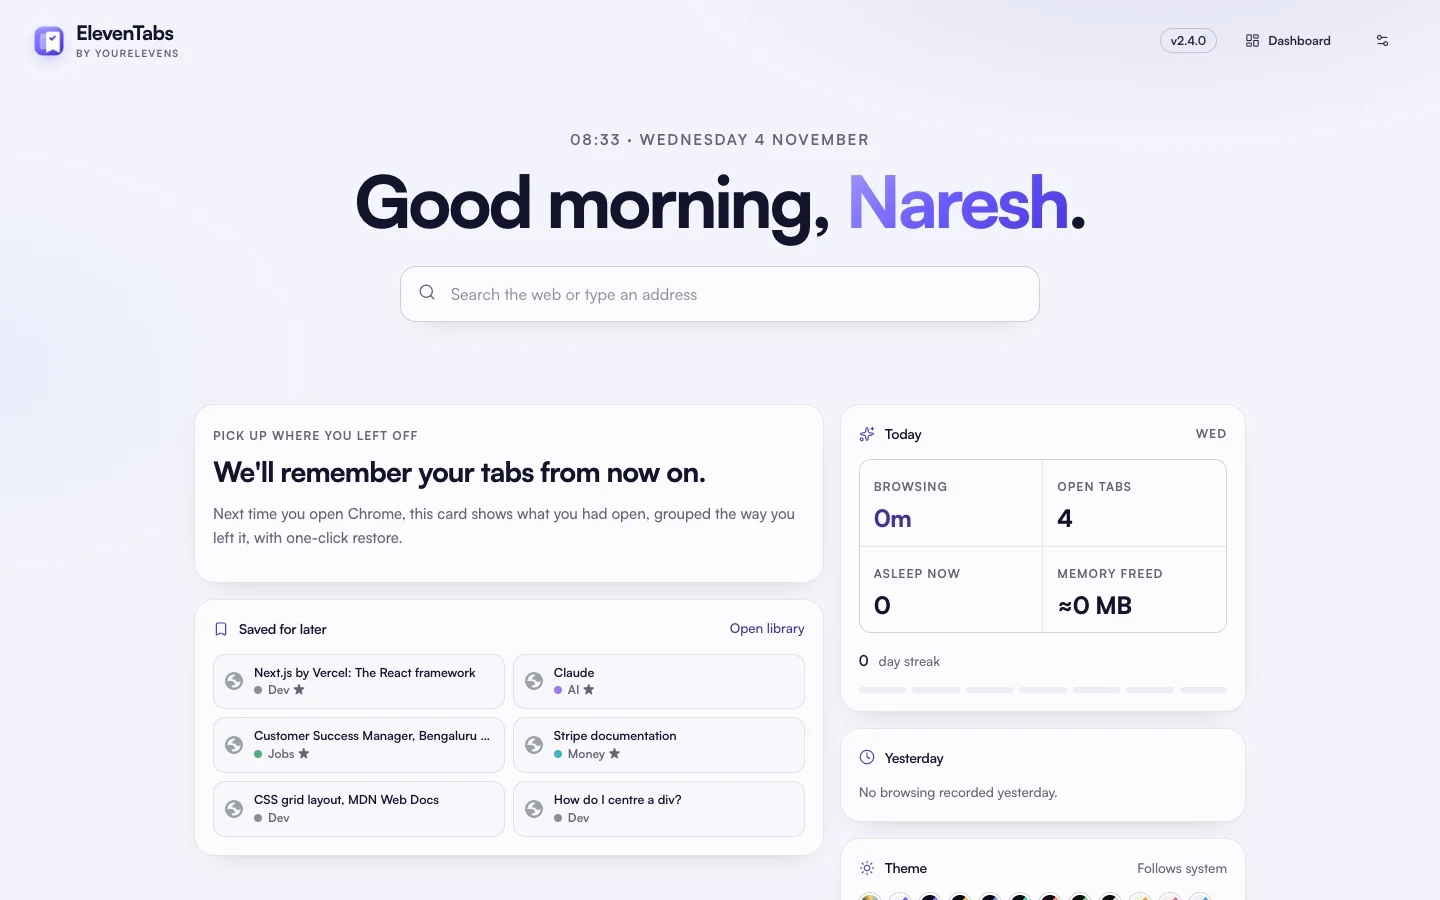 ElevenTabs
BY YOURELEVENS
v2.4.0
Dashboard
08:33 • WEDNESDAY 4 NOVEMBER
Good morning, Naresh.
Search the web or type an address
PICK UP WHERE YOU LEFT OFF
We'll remember your tabs from now on.
Next time you open Chrome, this card shows what you had open, grouped the way you
left it, with one-click restore.
Saved for later
Open library
Next.js by Vercel: The React framework
Dev ★
Claude
AI ★
Customer Success Manager, Bengaluru ...
Jobs ★
Stripe documentation
Money ★
CSS grid layout, MDN Web Docs
Dev
How do I centre a div?
Dev
Today
WED
BROWSING
0m
OPEN TABS
4
ASLEEP NOW
0
MEMORY FREED
≈0 MB
0 day streak
Yesterday
No browsing recorded yesterday.
Theme
Follows system